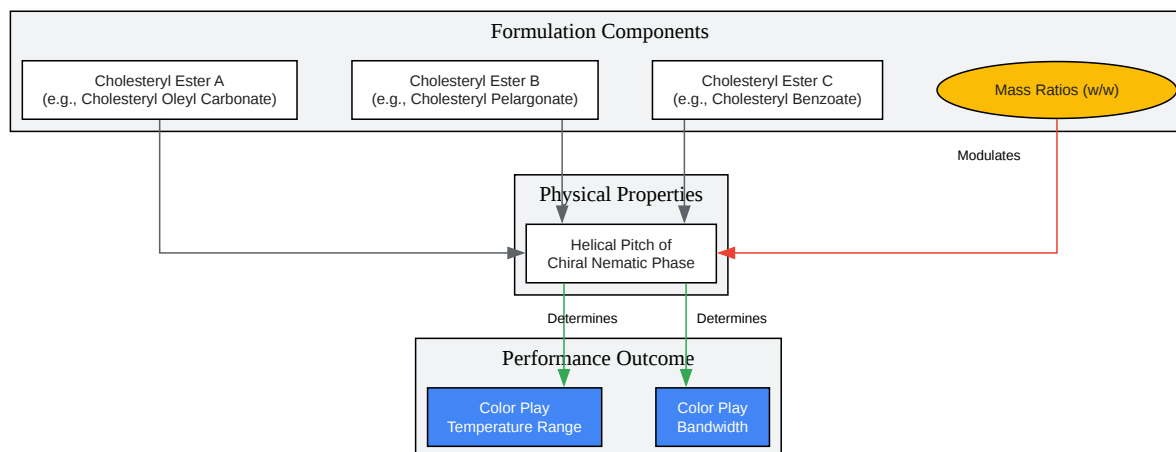 Formulation Components
Cholesteryl Ester A
(e.g., Cholesteryl Oleyl Carbonate)
Cholesteryl Ester B
(e.g., Cholesteryl Pelargonate)
Cholesteryl Ester C
(e.g., Cholesteryl Benzoate)
Mass Ratios (w/w)
Modulates
Physical Properties
Helical Pitch of
Chiral Nematic Phase
Determines
Determines
Performance Outcome
Color Play
Temperature Range
Color Play
Bandwidth